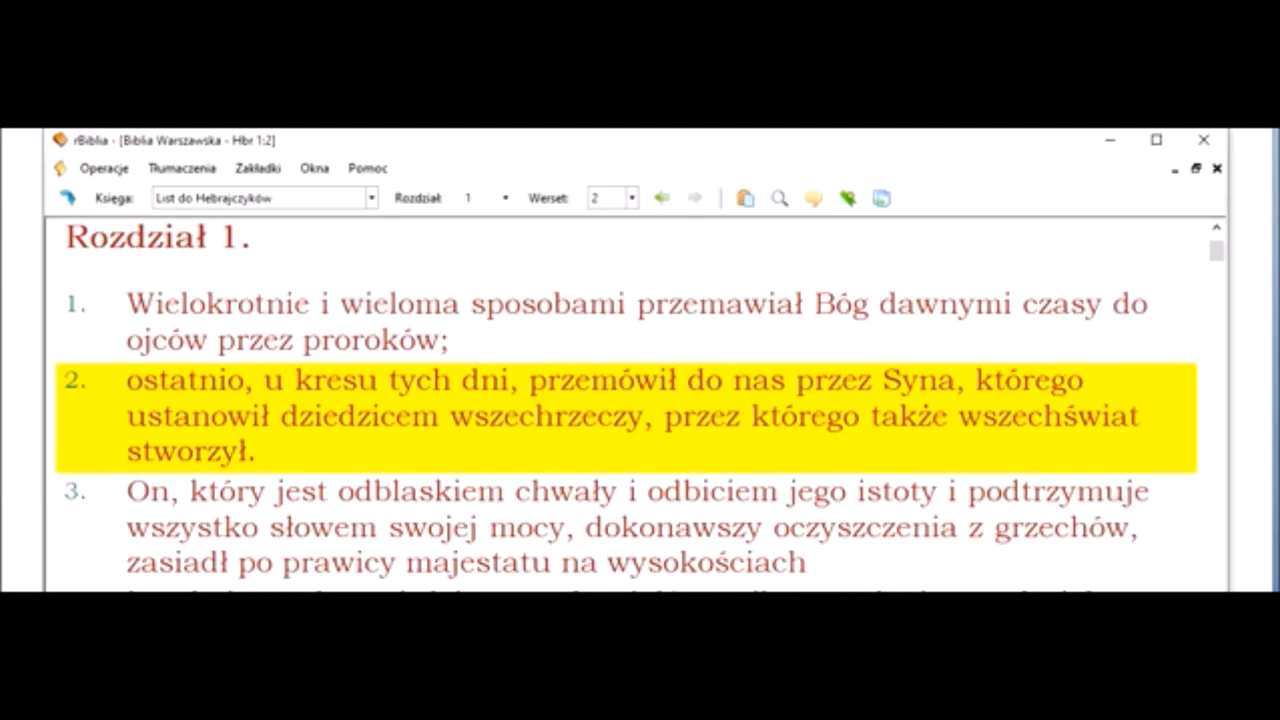 rBiblia - [Biblia Warszawska - Hbr 1:2]
Operacje Tłumaczenia Zakładki Okna Pomoc
Księga: List do Hebrajczyków Rozdział 1 Werset: 2
Rozdział 1.
1. Wielokrotnie i wieloma sposobami przemawiał Bóg dawnymi czasy do
ojców przez proroków;
2. ostatnio, u kresu tych dni, przemówił do nas przez Syna, którego
ustanowił dziedzicem wszechrzeczy, przez którego także wszechświat
stworzył.
3. On, który jest odblaskiem chwały i odbiciem jego istoty i podtrzymuje
wszystko słowem swojej mocy, dokonawszy oczyszczenia z grzechów,
zasiadł po prawicy majestatu na wysokościach